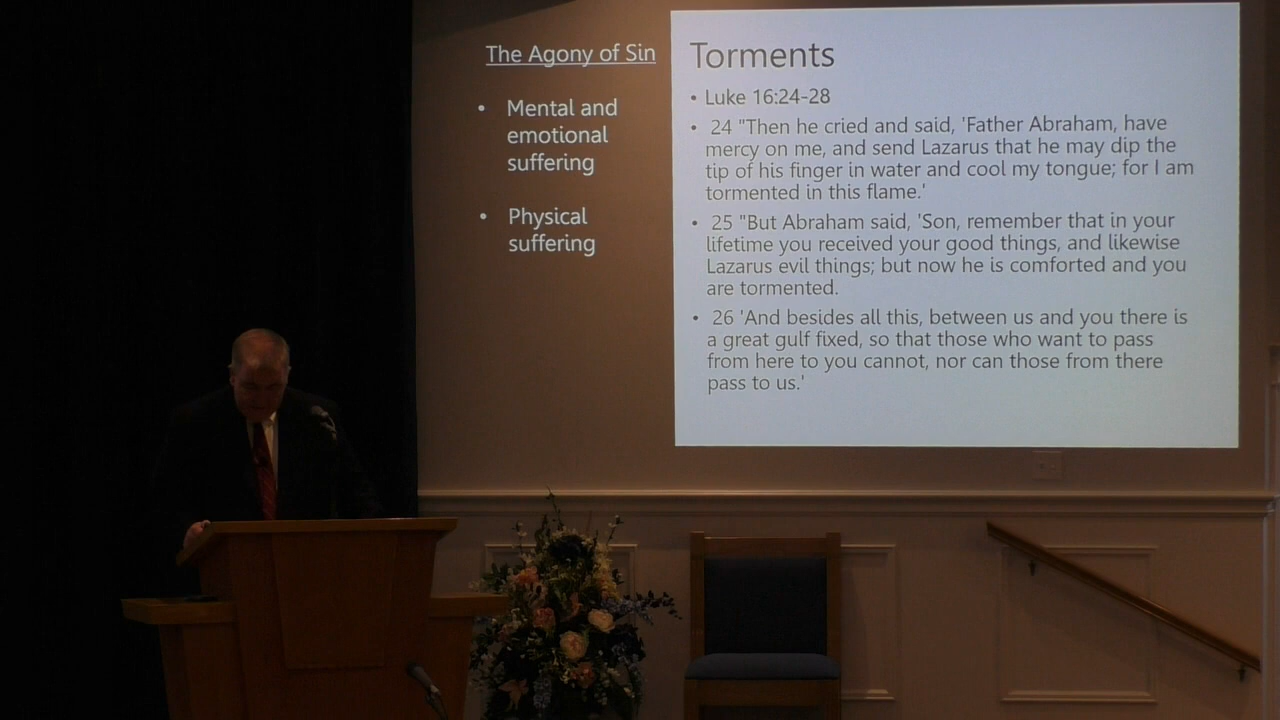 The Agony of Sin
• Mental and
emotional
suffering
• Physical
suffering
Torments
• Luke 16:24-28
• 24 "Then he cried and said, 'Father Abraham, have
mercy on me, and send Lazarus that he may dip the
tip of his finger in water and cool my tongue; for I am
tormented in this flame.'
• 25 "But Abraham said, 'Son, remember that in your
lifetime you received your good things, and likewise
Lazarus evil things; but now he is comforted and you
are tormented.
• 26 'And besides all this, between us and you there is
a great gulf fixed, so that those who want to pass
from here to you cannot, nor can those from there
pass to us.'